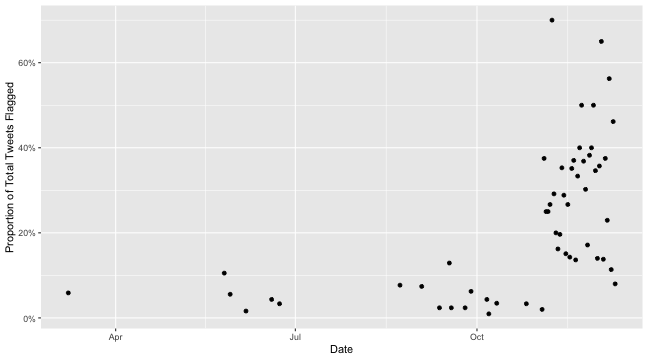 Proportion of Total Tweets Flagged
60%
40%
20%
0%
Apr
Jul
Oct
Date